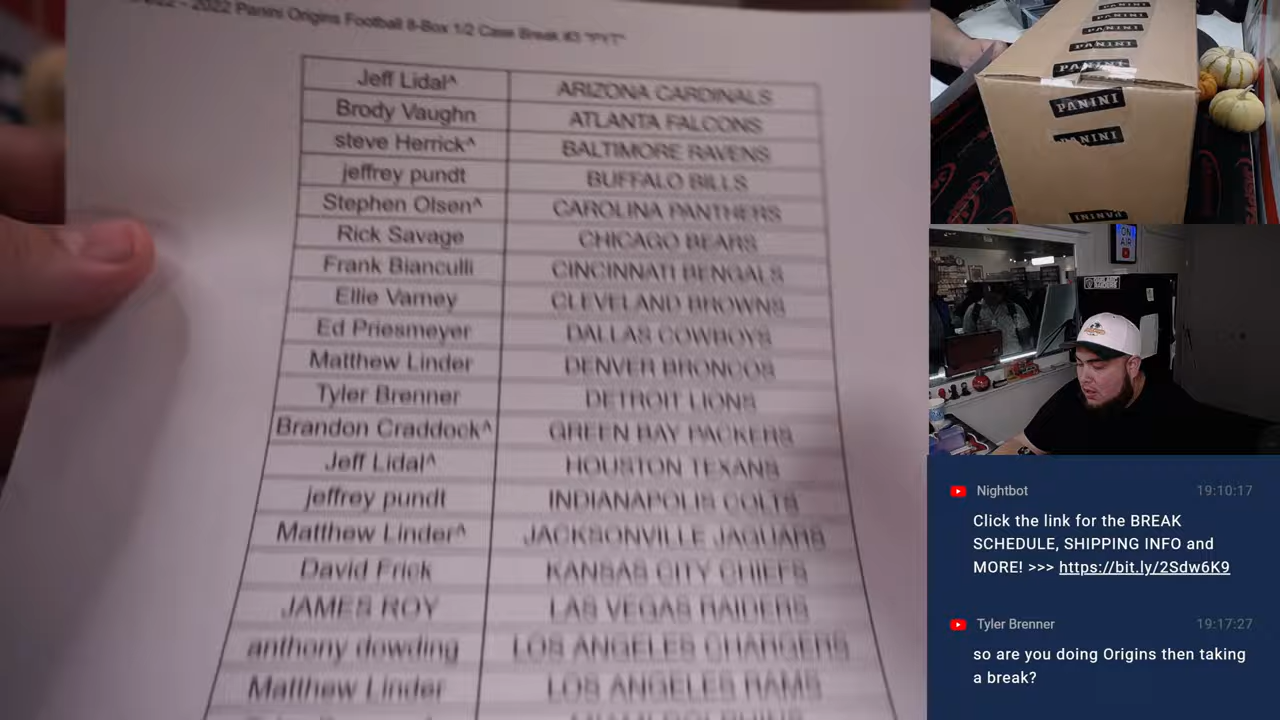 2022 - 2022 Panini Origins Football 8-Box 1/2 Case Break #3 "PYT"
Jeff Lidal^ ARIZONA CARDINALS
Brody Vaughn ATLANTA FALCONS
steve Herrick^ BALTIMORE RAVENS
jeffrey pundt BUFFALO BILLS
Stephen Olsen^ CAROLINA PANTHERS
Rick Savage CHICAGO BEARS
Frank Bianculli CINCINNATI BENGALS
Ellie Varney CLEVELAND BROWNS
Ed Priesmeyer DALLAS COWBOYS
Matthew Linder DENVER BRONCOS
Tyler Brenner DETROIT LIONS
Brandon Craddock^ GREEN BAY PACKERS
Jeff Lidal^ HOUSTON TEXANS
jeffrey pundt INDIANAPOLIS COLTS
Matthew Linder^ JACKSONVILLE JAGUARS
David Frick KANSAS CITY CHIEFS
JAMES ROY LAS VEGAS RAIDERS
anthony dowding LOS ANGELES CHARGERS
Matthew Linder LOS ANGELES RAMS
MIAMI DOLPHINS
PANINI
PANINI
PANINI
PANINI
PANINI
ON
AIR
Nightbot 19:10:17
Click the link for the BREAK
SCHEDULE, SHIPPING INFO and
MORE! >>> https://bit.ly/2Sdw6K9
Tyler Brenner 19:17:27
so are you doing Origins then taking
a break?